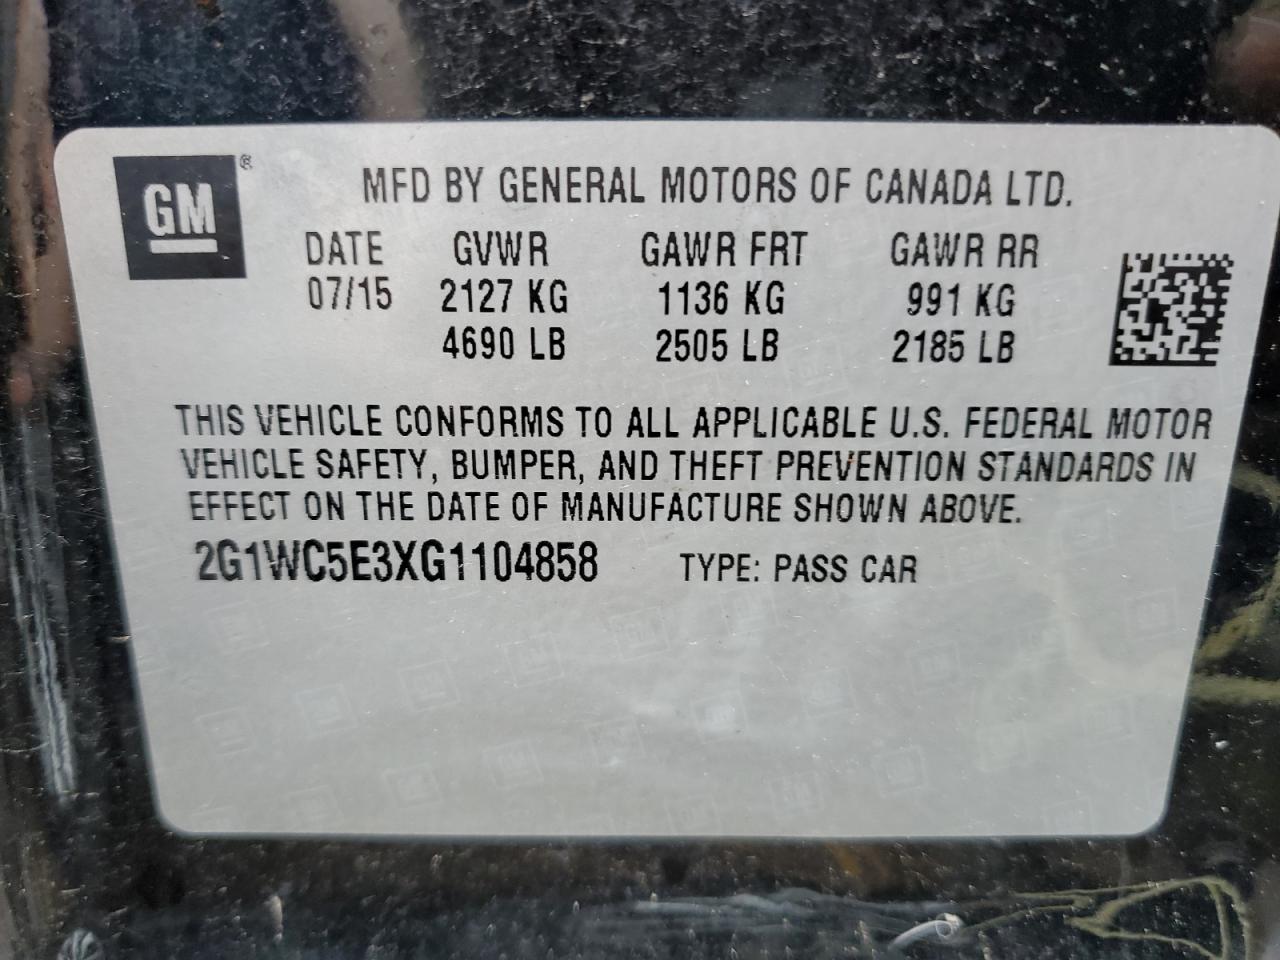 GM ®
MFD BY GENERAL MOTORS OF CANADA LTD.
DATE GVWR GAWR FRT GAWR RR
07/15 2127 KG 1136 KG 991 KG
4690 LB 2505 LB 2185 LB
THIS VEHICLE CONFORMS TO ALL APPLICABLE U.S. FEDERAL MOTOR
VEHICLE SAFETY, BUMPER, AND THEFT PREVENTION STANDARDS IN
EFFECT ON THE DATE OF MANUFACTURE SHOWN ABOVE.
2G1WC5E3XG1104858 TYPE: PASS CAR